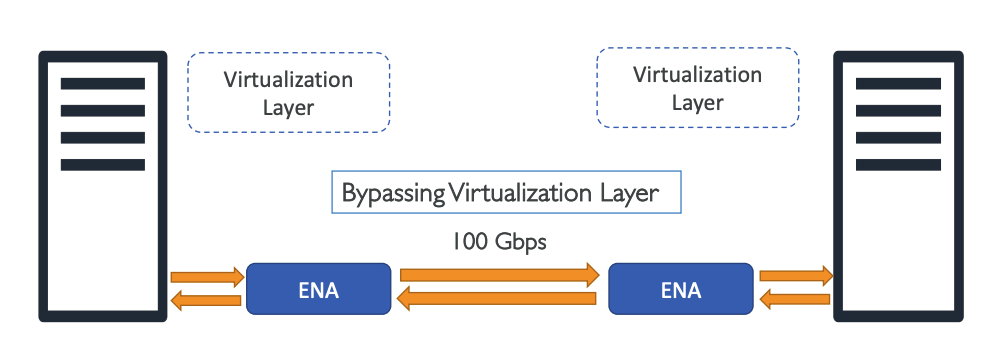 Virtualization
Layer
Virtualization
Layer
Bypassing Virtualization Layer
100 Gbps
ENA
ENA